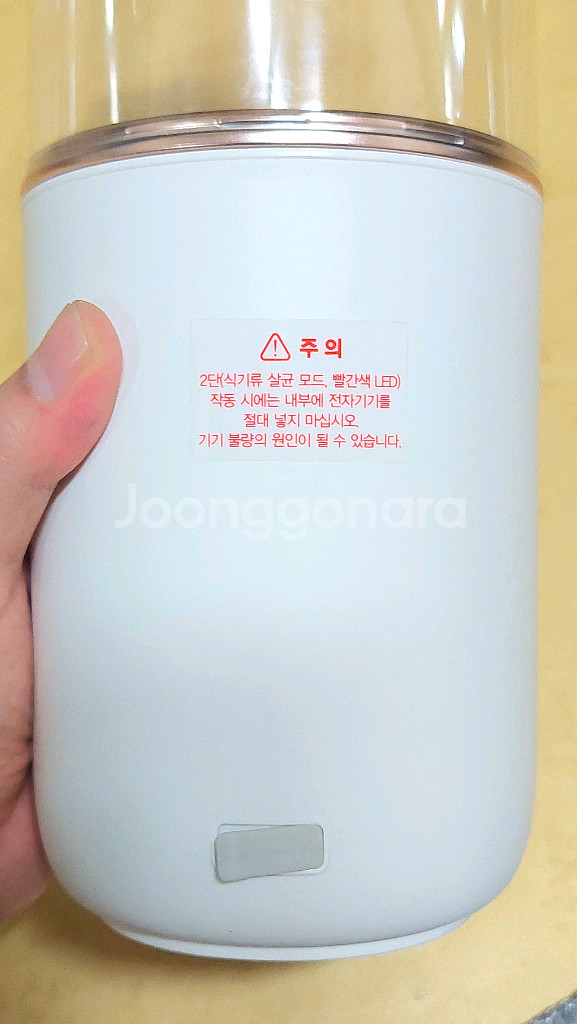 주의
2단(식기류 살균 모드, 빨간색 LED)
작동 시에는 내부에 전자기기를
절대 넣지 마십시오.
기기 불량의 원인이 될 수 있습니다.
Joonggonara